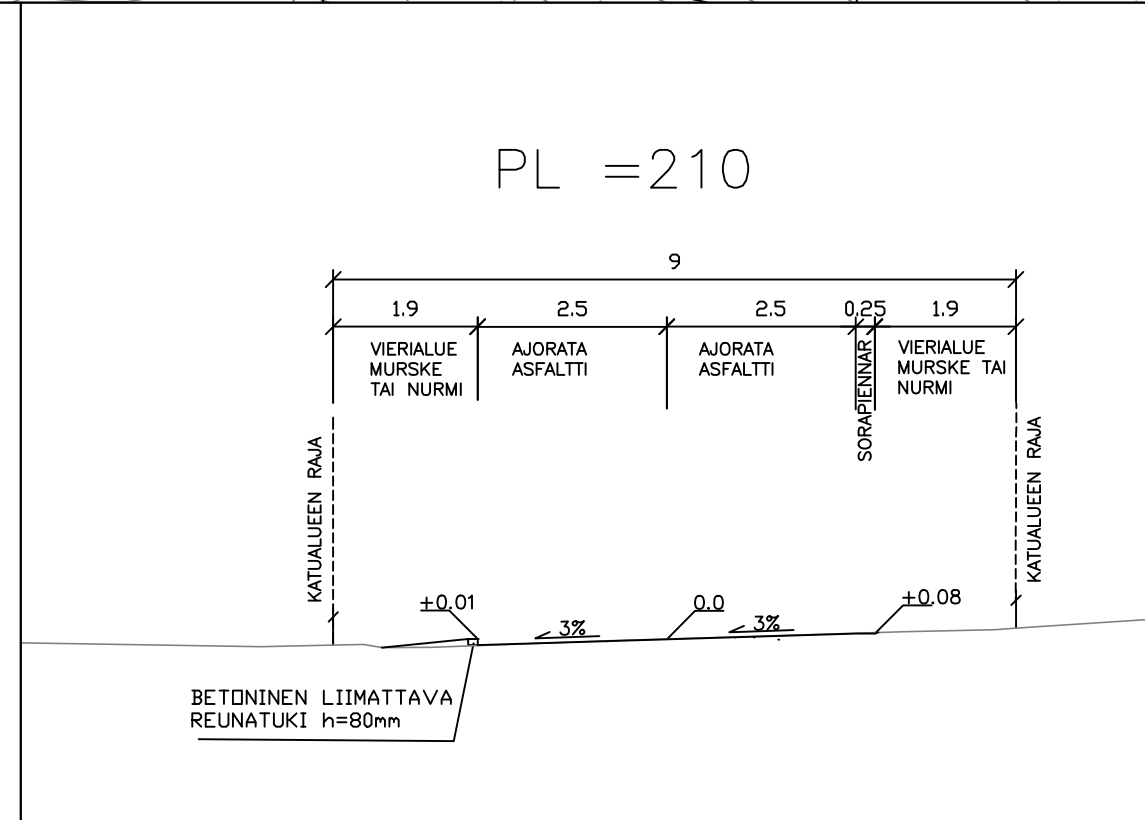 PL =210
9
1.9
2.5
2.5
0.25
1.9
VIERIALUE
MURSKE
TAI NURMI
AJORATA
ASFALTTI
AJORATA
ASFALTTI
SORAPIENNAR
VIERIALUE
MURSKE TAI
NURMI
KATUALUEEN RAJA
KATUALUEEN RAJA
+0.01
3%
0.0
3%
+0.08
BETONINEN LIIMATTAVA
REUNATUKI h=80mm